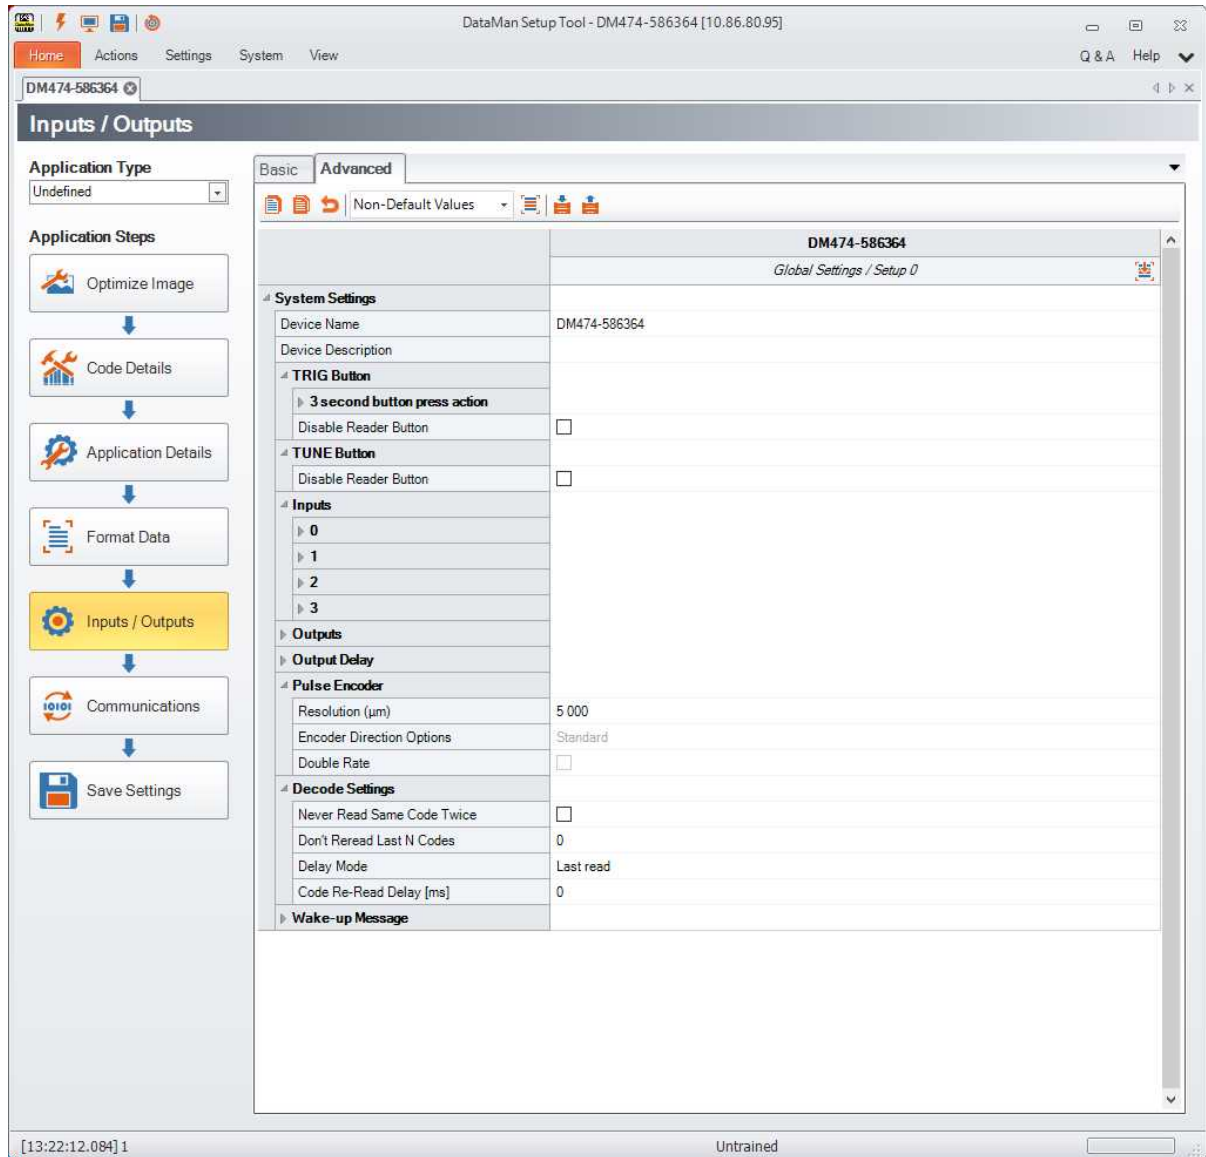 DataMan Setup Tool - DM474-586364 [10.86.80.95]
Home Actions Settings System View Q & A Help
DM474-586364
Inputs / Outputs
Application Type
Undefined
Application Steps
Optimize Image
Code Details
Application Details
Format Data
Inputs / Outputs
Communications
Save Settings
Basic Advanced
Non-Default Values
DM474-586364
Global Settings / Setup 0
System Settings
Device Name DM474-586364
Device Description
TRIG Button
3 second button press action
Disable Reader Button
TUNE Button
Disable Reader Button
Inputs
0
1
2
3
Outputs
Output Delay
Pulse Encoder
Resolution (µm) 5 000
Encoder Direction Options Standard
Double Rate
Decode Settings
Never Read Same Code Twice
Don't Reread Last N Codes 0
Delay Mode Last read
Code Re-Read Delay [ms] 0
Wake-up Message
[13:22:12.084] 1 Untrained